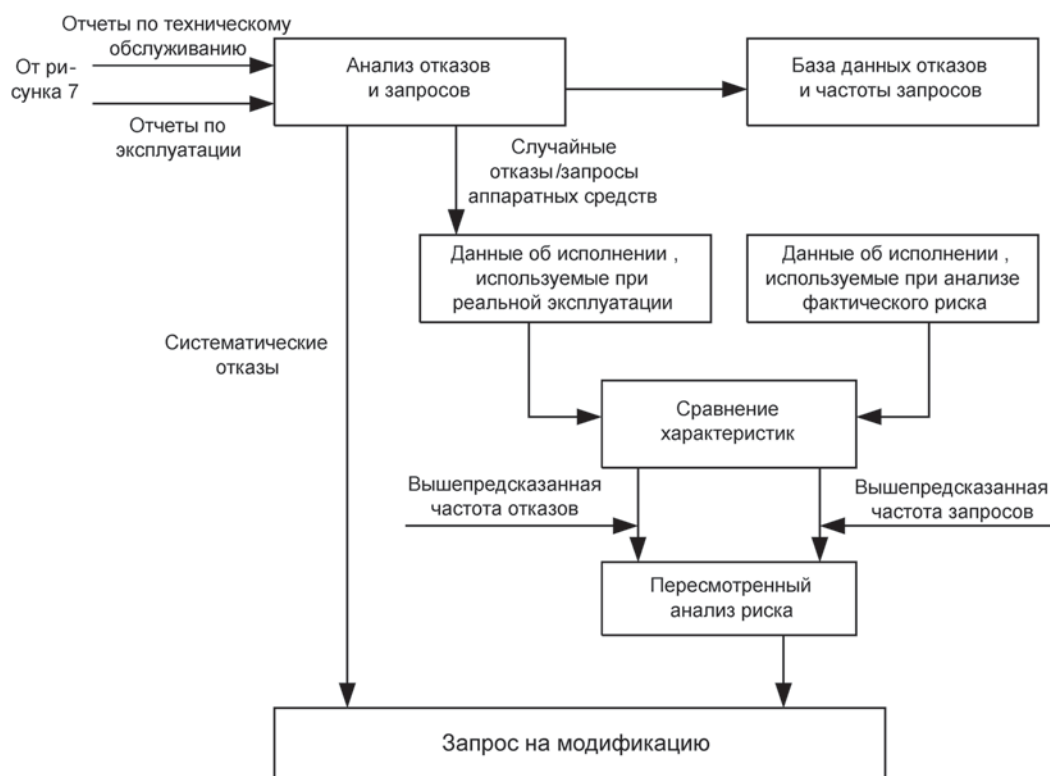 Отчеты по техническому
обслуживанию
От ри-
сунка 7
Отчеты по
эксплуатации
Анализ отказов
и запросов
База данных отказов
и частоты запросов
Случайные
отказы/запросы
аппаратных средств
Данные об исполнении ,
используемые при
реальной эксплуатации
Данные об исполнении ,
используемые при анализе
фактического риска
Систематические
отказы
Сравнение
характеристик
Вышепредсказанная
частота отказов
Вышепредсказанная
частота запросов
Пересмотренный
анализ риска
Запрос на модификацию